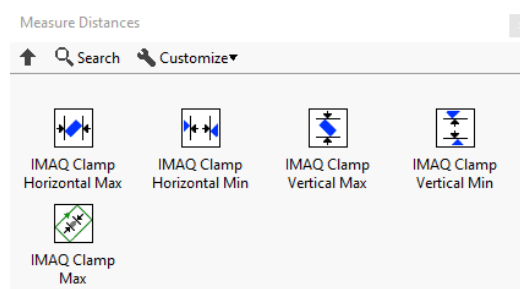 Measure Distances
Search Customize▾
IMAQ Clamp
Horizontal Max
IMAQ Clamp
Horizontal Min
IMAQ Clamp
Vertical Max
IMAQ Clamp
Vertical Min
IMAQ Clamp
Max